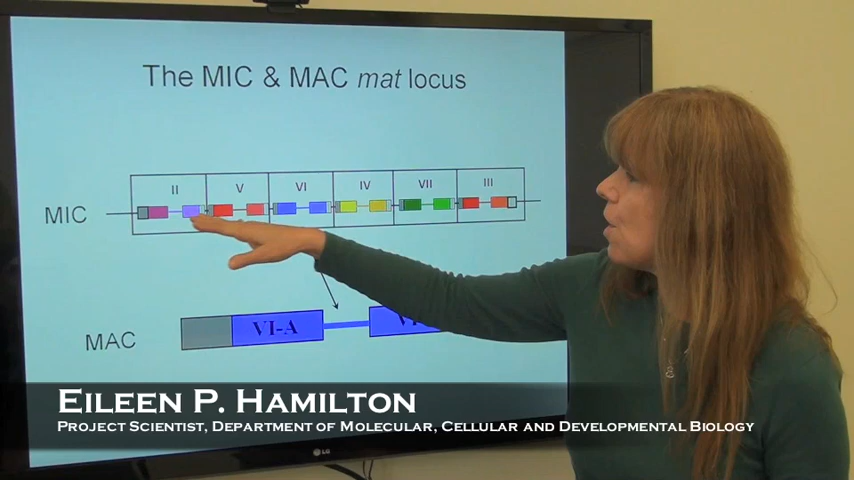 The MIC & MAC mat locus
II V VI IV VII III
MIC
MAC
VI-A
EILEEN P. HAMILTON
PROJECT SCIENTIST, DEPARTMENT OF MOLECULAR, CELLULAR AND DEVELOPMENTAL BIOLOGY
LG